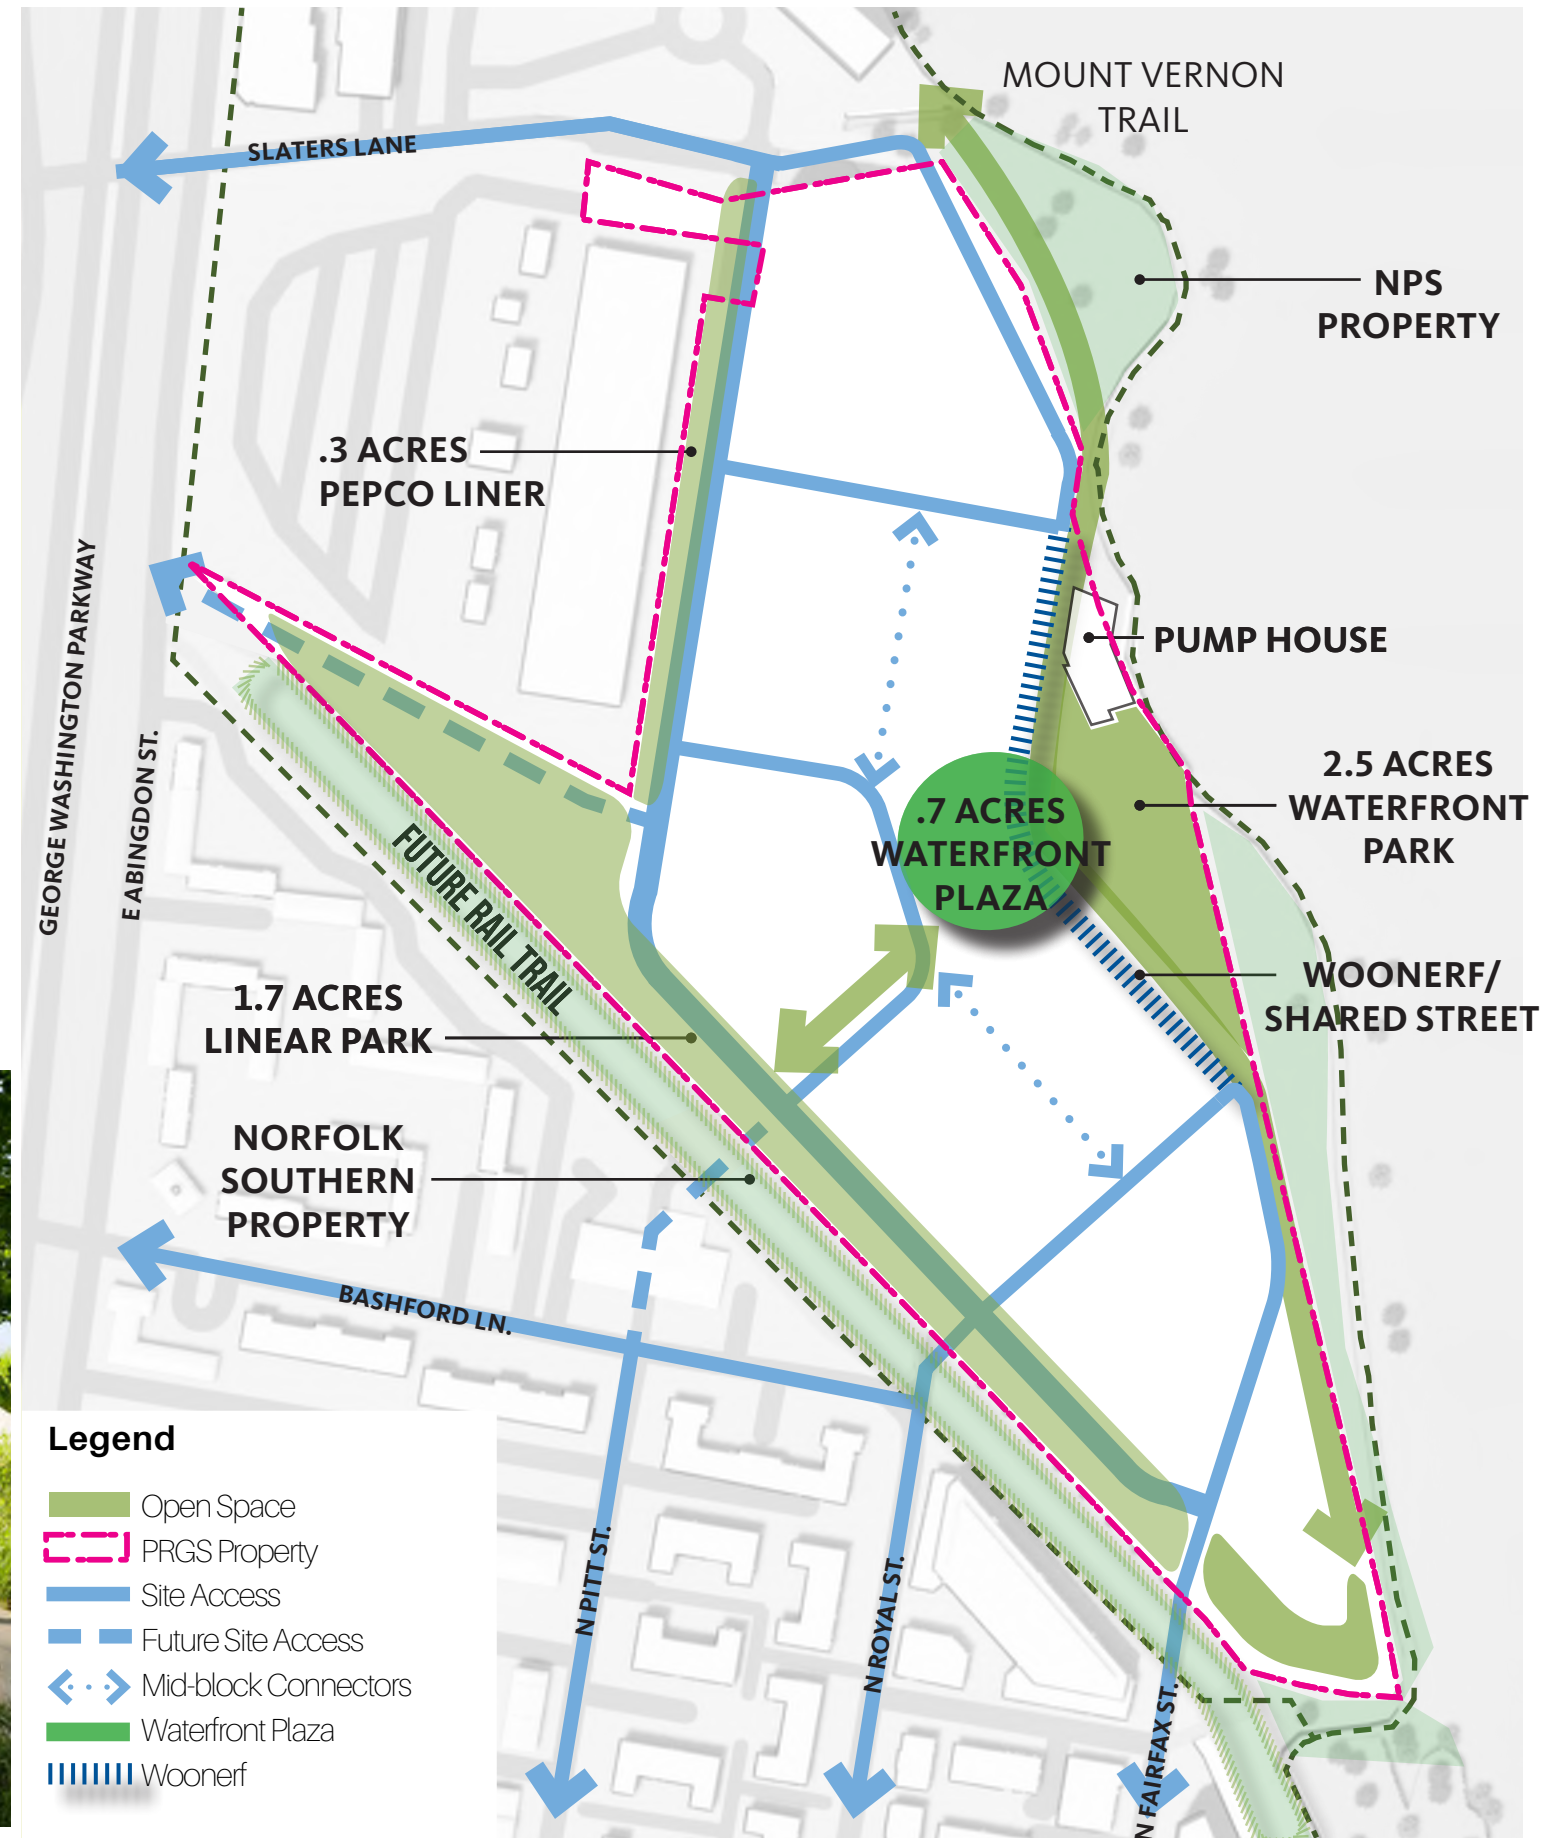 MOUNT VERNON
TRAIL
SLATERS LANE
NPS
PROPERTY
.3 ACRES
PEPCO LINER
GEORGE WASHINGTON PARKWAY
E ABINGDON ST.
PUMP HOUSE
2.5 ACRES
WATERFRONT
PARK
.7 ACRES
WATERFRONT
PLAZA
FUTURE RAIL TRAIL
WOONERF/
SHARED STREET
1.7 ACRES
LINEAR PARK
NORFOLK
SOUTHERN
PROPERTY
BASHFORD LN.
N PITT ST.
N ROYAL ST.
N FAIRFAX ST.
Legend
Open Space
PRGS Property
Site Access
Future Site Access
Mid-block Connectors
Waterfront Plaza
Woonerf